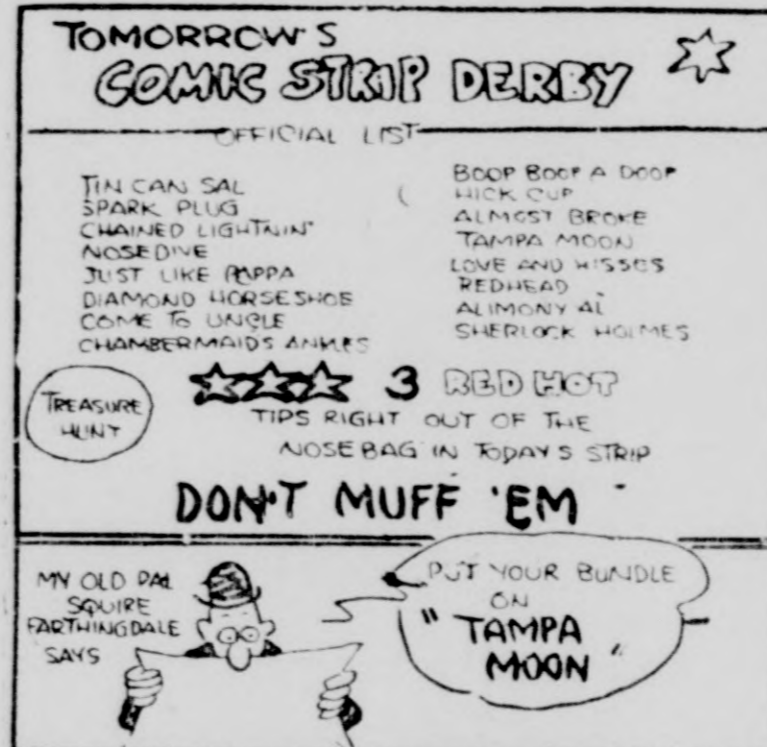 TOMORROW'S
COMIC STRIP DERBY
OFFICIAL LIST
TIN CAN SAL
SPARK PLUG
CHAINED LIGHTNIN'
NOSEDIVE
JUST LIKE PAPPA
DIAMOND HORSESHOE
COME TO UNCLE
CHAMBERMAIDS ANKLES
BOOP BOOP A DOOP
HICK CUP
ALMOST BROKE
TAMPA MOON
LOVE AND KISSES
REDHEAD
ALIMONY AL
SHERLOCK HOLMES
TREASURE
HUNT
3 RED HOT
TIPS RIGHT OUT OF THE
NOSEBAG IN TODAY'S STRIP
DON'T MUFF 'EM
MY OLD PAL
SQUIRE
FARTHINGDALE
SAYS
PUT YOUR BUNDLE
ON
"TAMPA
MOON"